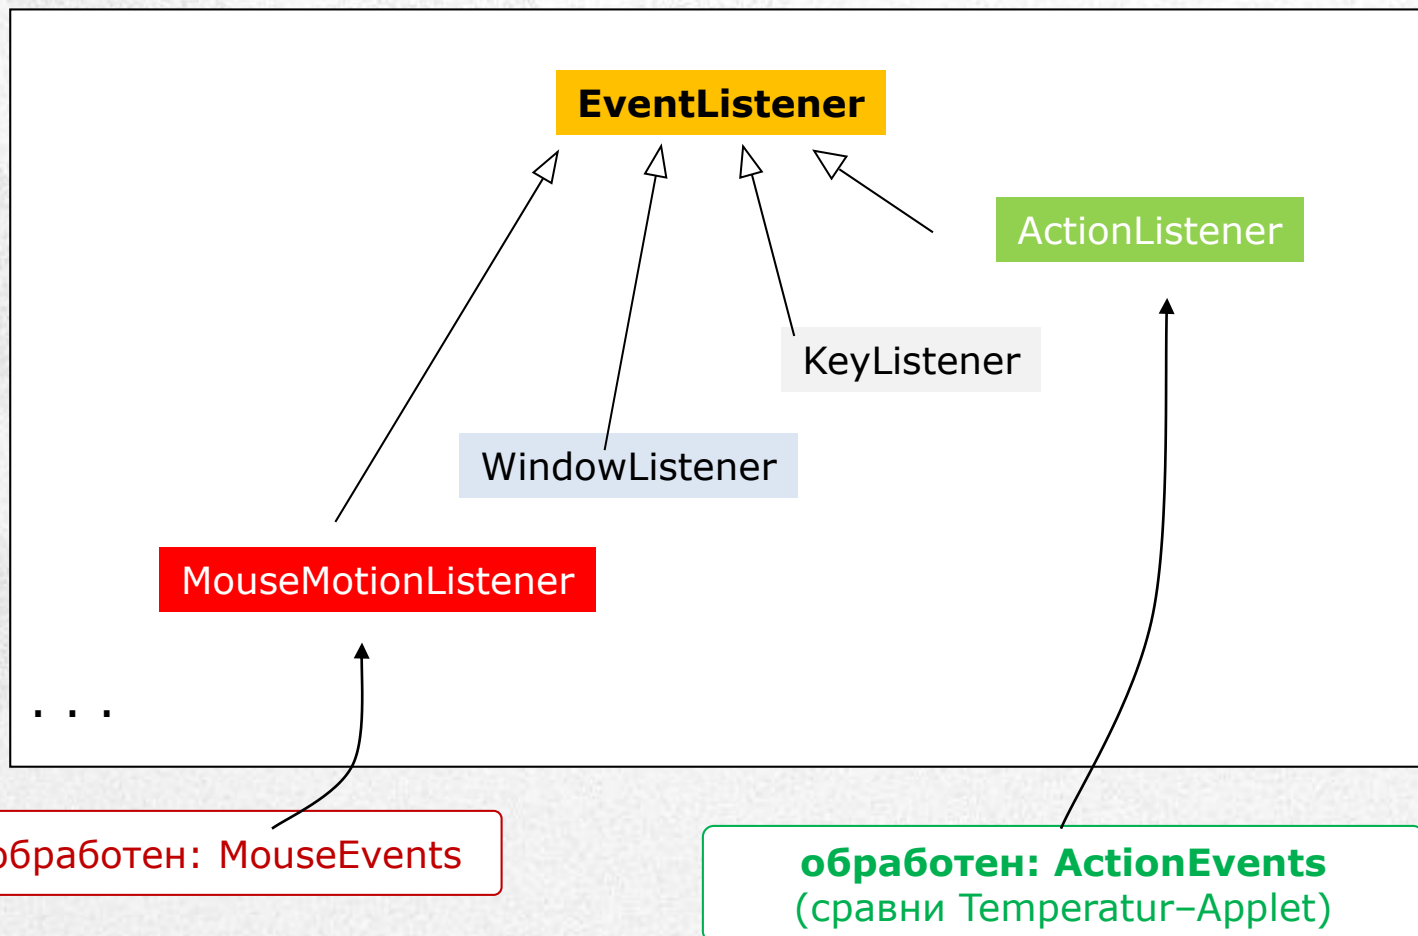 EventListener
ActionListener
KeyListener
WindowListener
MouseMotionListener
. . .
обработен: MouseEvents
обработен: ActionEvents
(сравни Temperatur–Applet)